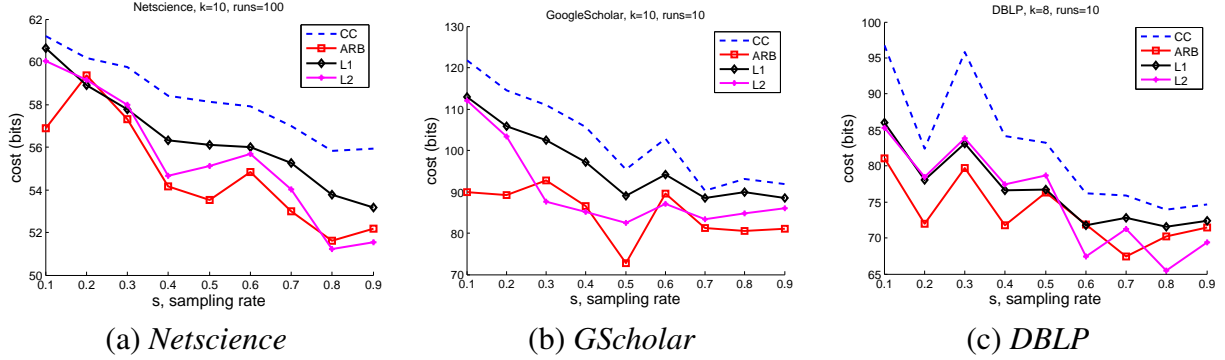 Netscience, k=10, runs=100
cost (bits)
62
60
58
56
54
52
50
0.1 0.2 0.3 0.4 0.5 0.6 0.7 0.8 0.9
s, sampling rate
CC
ARB
L1
L2
(a) Netscience
GoogleScholar, k=10, runs=10
cost (bits)
130
120
110
100
90
80
70
0.1 0.2 0.3 0.4 0.5 0.6 0.7 0.8 0.9
s, sampling rate
CC
ARB
L1
L2
(b) GScholar
DBLP, k=8, runs=10
cost (bits)
100
95
90
85
80
75
70
65
0.1 0.2 0.3 0.4 0.5 0.6 0.7 0.8 0.9
s, sampling rate
CC
ARB
L1
L2
(c) DBLP